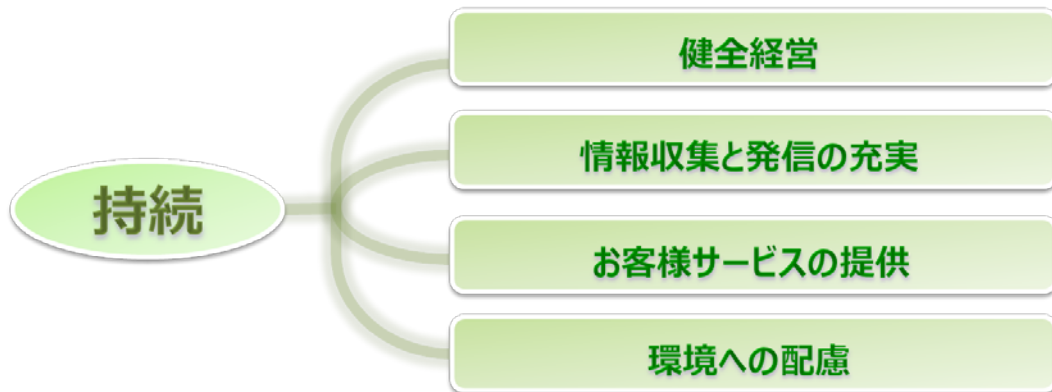 持続
健全経営
情報収集と発信の充実
お客様サービスの提供
環境への配慮